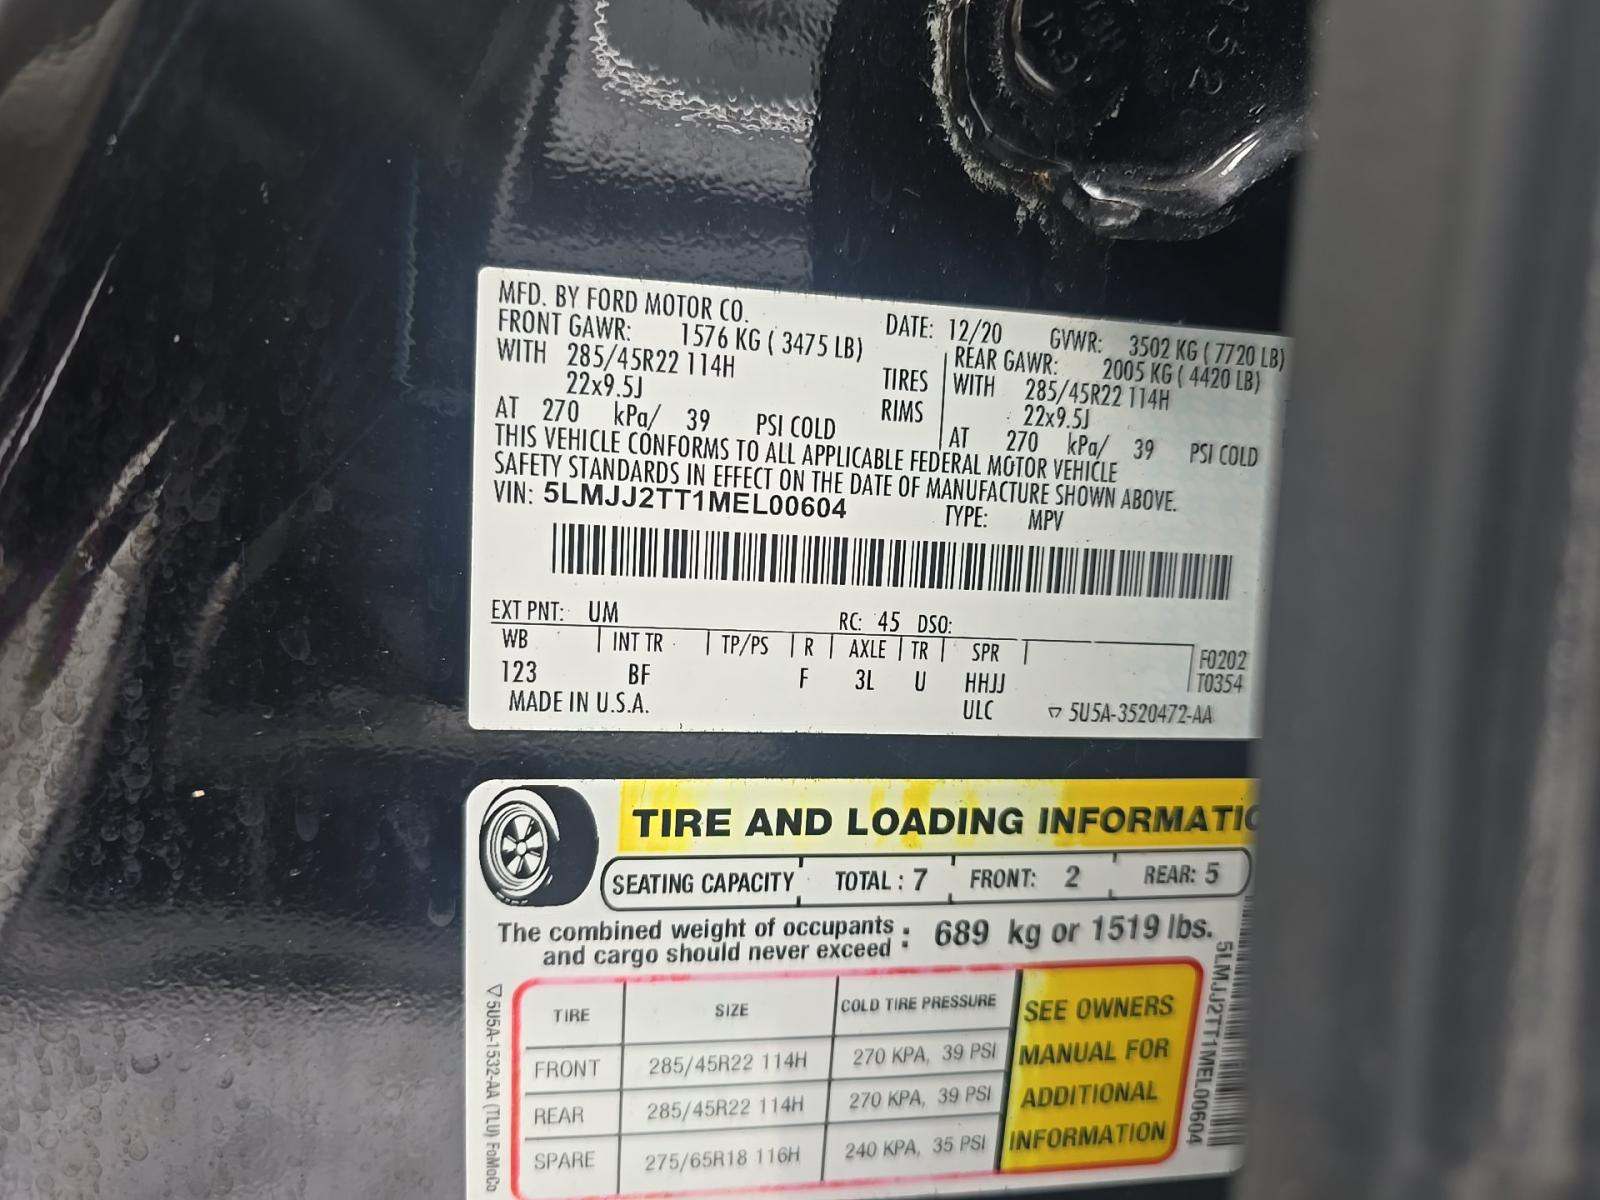 MFD. BY FORD MOTOR CO.
DATE: 12/20 GVWR: 3502 KG ( 7720 LB)
FRONT GAWR: 1576 KG ( 3475 LB)
REAR GAWR: 2005 KG ( 4420 LB)
WITH 285/45R22 114H TIRES WITH 285/45R22 114H
22x9.5J RIMS 22x9.5J
AT 270 kPa/ 39 PSI COLD AT 270 kPa/ 39 PSI COLD
THIS VEHICLE CONFORMS TO ALL APPLICABLE FEDERAL MOTOR VEHICLE
SAFETY STANDARDS IN EFFECT ON THE DATE OF MANUFACTURE SHOWN ABOVE.
VIN: 5LMJJ2TT1MEL00604 TYPE: MPV
EXT PNT: UM RC: 45 DSO:
WB INT TR TP/PS R AXLE TR SPR
123 BF F 3L U HHJJ
F0202
T0354
MADE IN U.S.A. ULC 5U5A-3520472-AA
TIRE AND LOADING INFORMATIO
SEATING CAPACITY TOTAL : 7 FRONT: 2 REAR: 5
The combined weight of occupants
and cargo should never exceed : 689 kg or 1519 lbs.
TIRE SIZE COLD TIRE PRESSURE
FRONT 285/45R22 114H 270 KPA, 39 PSI
REAR 285/45R22 114H 270 KPA, 39 PSI
SPARE 275/65R18 116H 240 KPA, 35 PSI
SEE OWNERS
MANUAL FOR
ADDITIONAL
INFORMATION
5U5A-1532-AA (TLU) FoMoCo
5LMJJ2TT1MEL00604